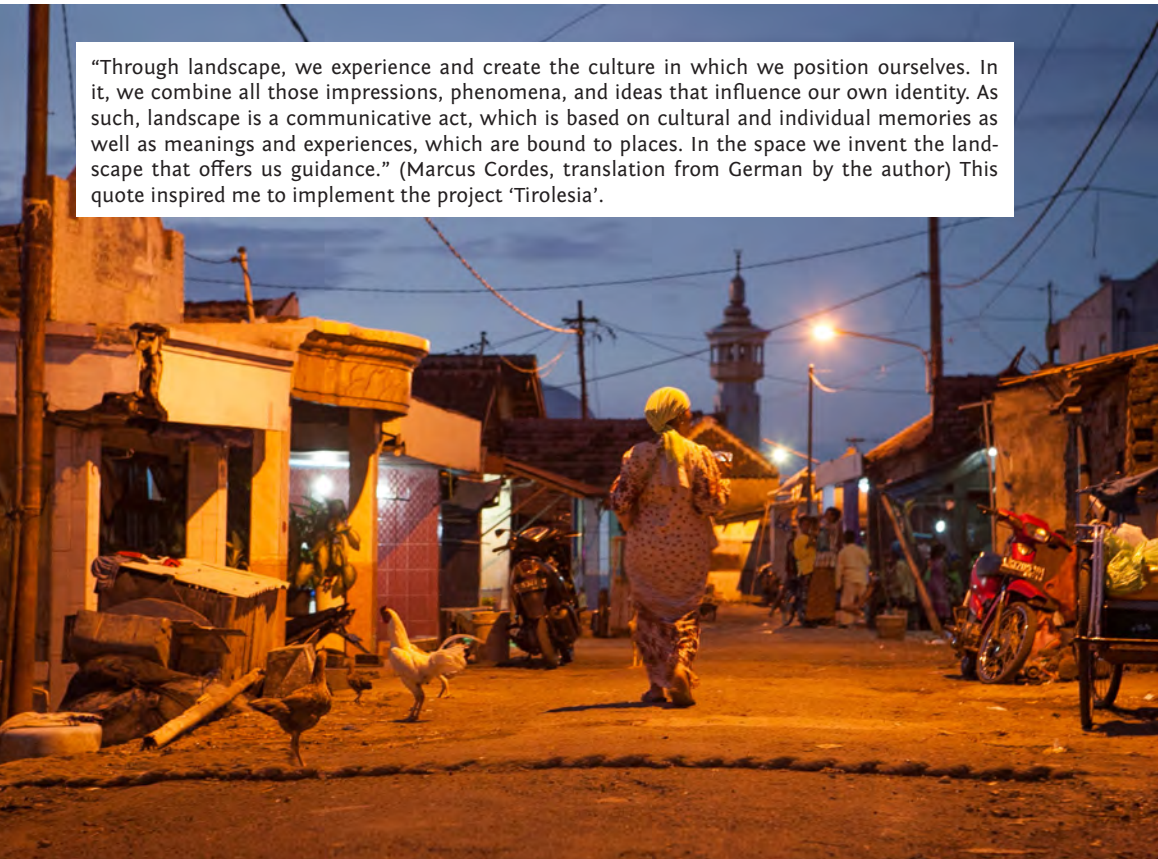 “Through landscape, we experience and create the culture in which we position ourselves. In
it, we combine all those impressions, phenomena, and ideas that influence our own identity. As
such, landscape is a communicative act, which is based on cultural and individual memories as
well as meanings and experiences, which are bound to places. In the space we invent the land-
scape that offers us guidance.” (Marcus Cordes, translation from German by the author) This
quote inspired me to implement the project ‘Tirolesia’.